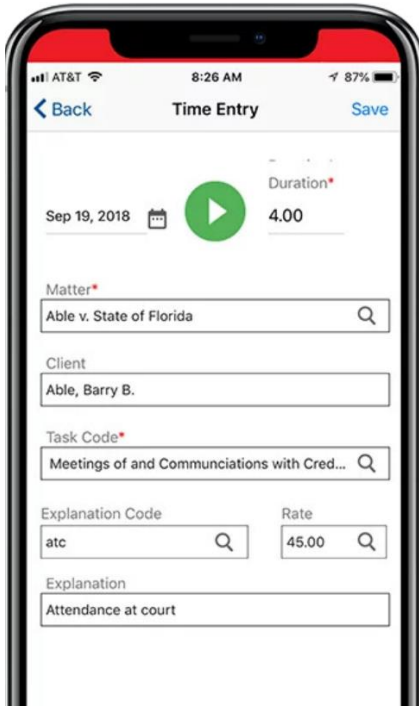 AT&T 8:26 AM 87%
Back Time Entry Save
Duration*
Sep 19, 2018 4.00
Matter*
Able v. State of Florida
Client
Able, Barry B.
Task Code*
Meetings of and Communciations with Cred...
Explanation Code Rate
atc 45.00
Explanation
Attendance at court